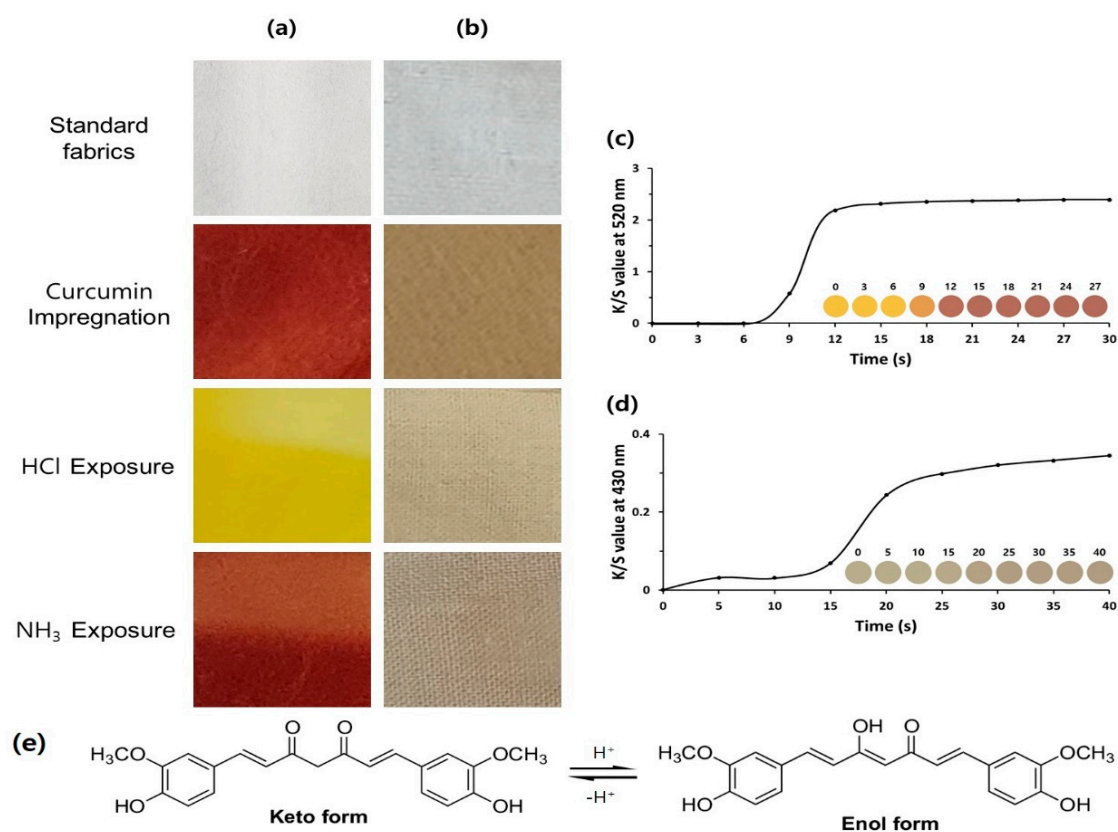 (a)
(b)
Standard
fabrics
Curcumin
Impregnation
HCl Exposure
NH₃ Exposure
(c)
K/S value at 520 nm
3
2
1
0
0 3 6 9 12 15 18 21 24 27
0 3 6 9 12 15 18 21 24 27 30
Time (s)
(d)
K/S value at 430 nm
0.4
0.2
0
0 5 10 15 20 25 30 35 40
0 5 10 15 20 25 30 35 40
Time (s)
(e)
O O
OCH₃ OCH₃
HO OH
Keto form
H⁺
-H⁺
OH O
H₃CO OCH₃
HO OH
Enol form